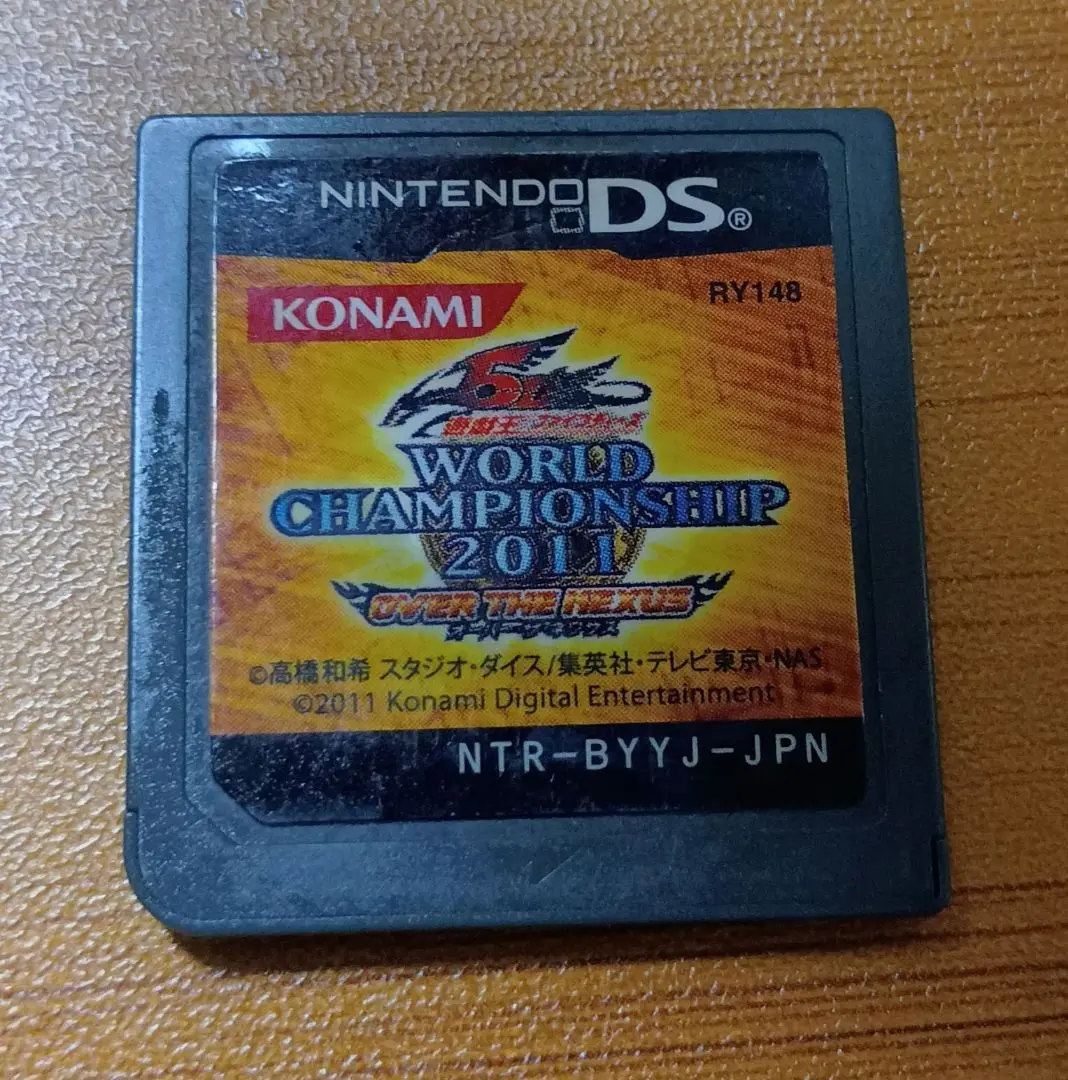 NINTENDO DS®
KONAMI
RY148
5D's
遊戯王 ファイブディーズ
WORLD
CHAMPIONSHIP
2011
OVER THE NEXUS
オーバー・ザ・ネクサス
©高橋和希 スタジオ・ダイス/集英社・テレビ東京・NAS
©2011 Konami Digital Entertainment
NTR-BYYJ-JPN